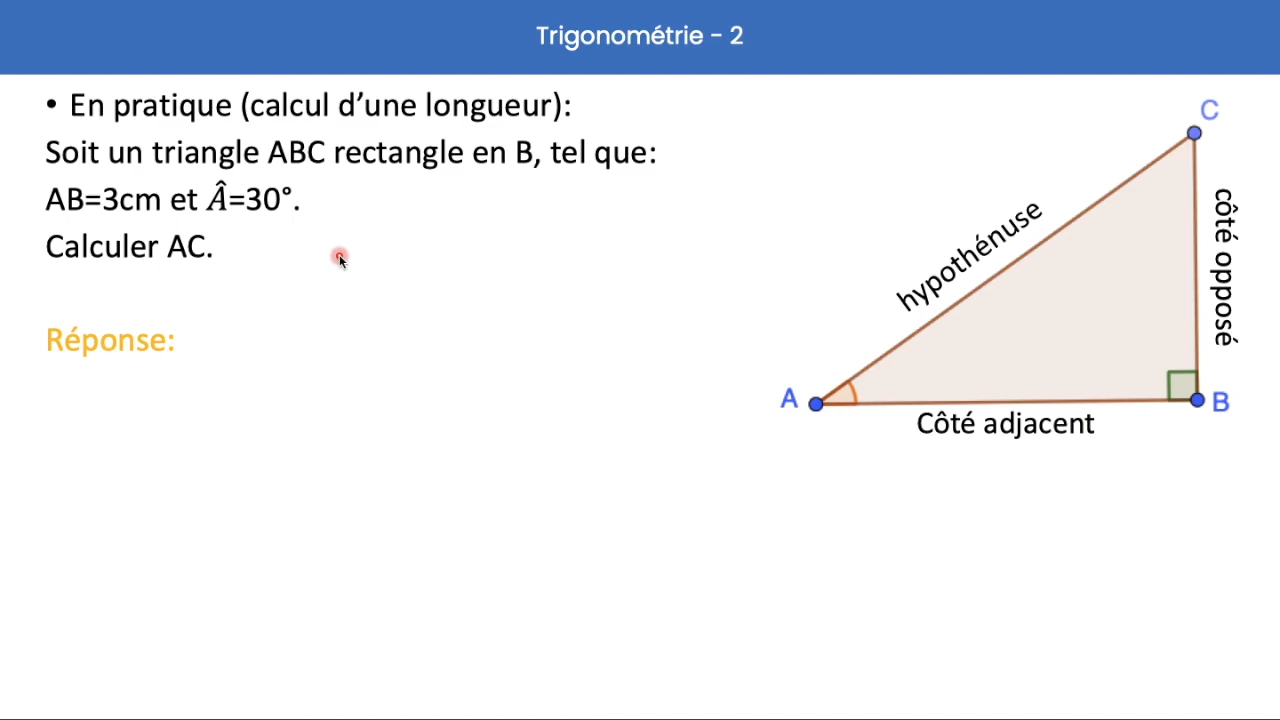 Trigonométrie - 2
• En pratique (calcul d’une longueur):
Soit un triangle ABC rectangle en B, tel que:
AB=3cm et Â=30°.
Calculer AC.
Réponse:
C
hypothénuse
côté opposé
A
B
Côté adjacent